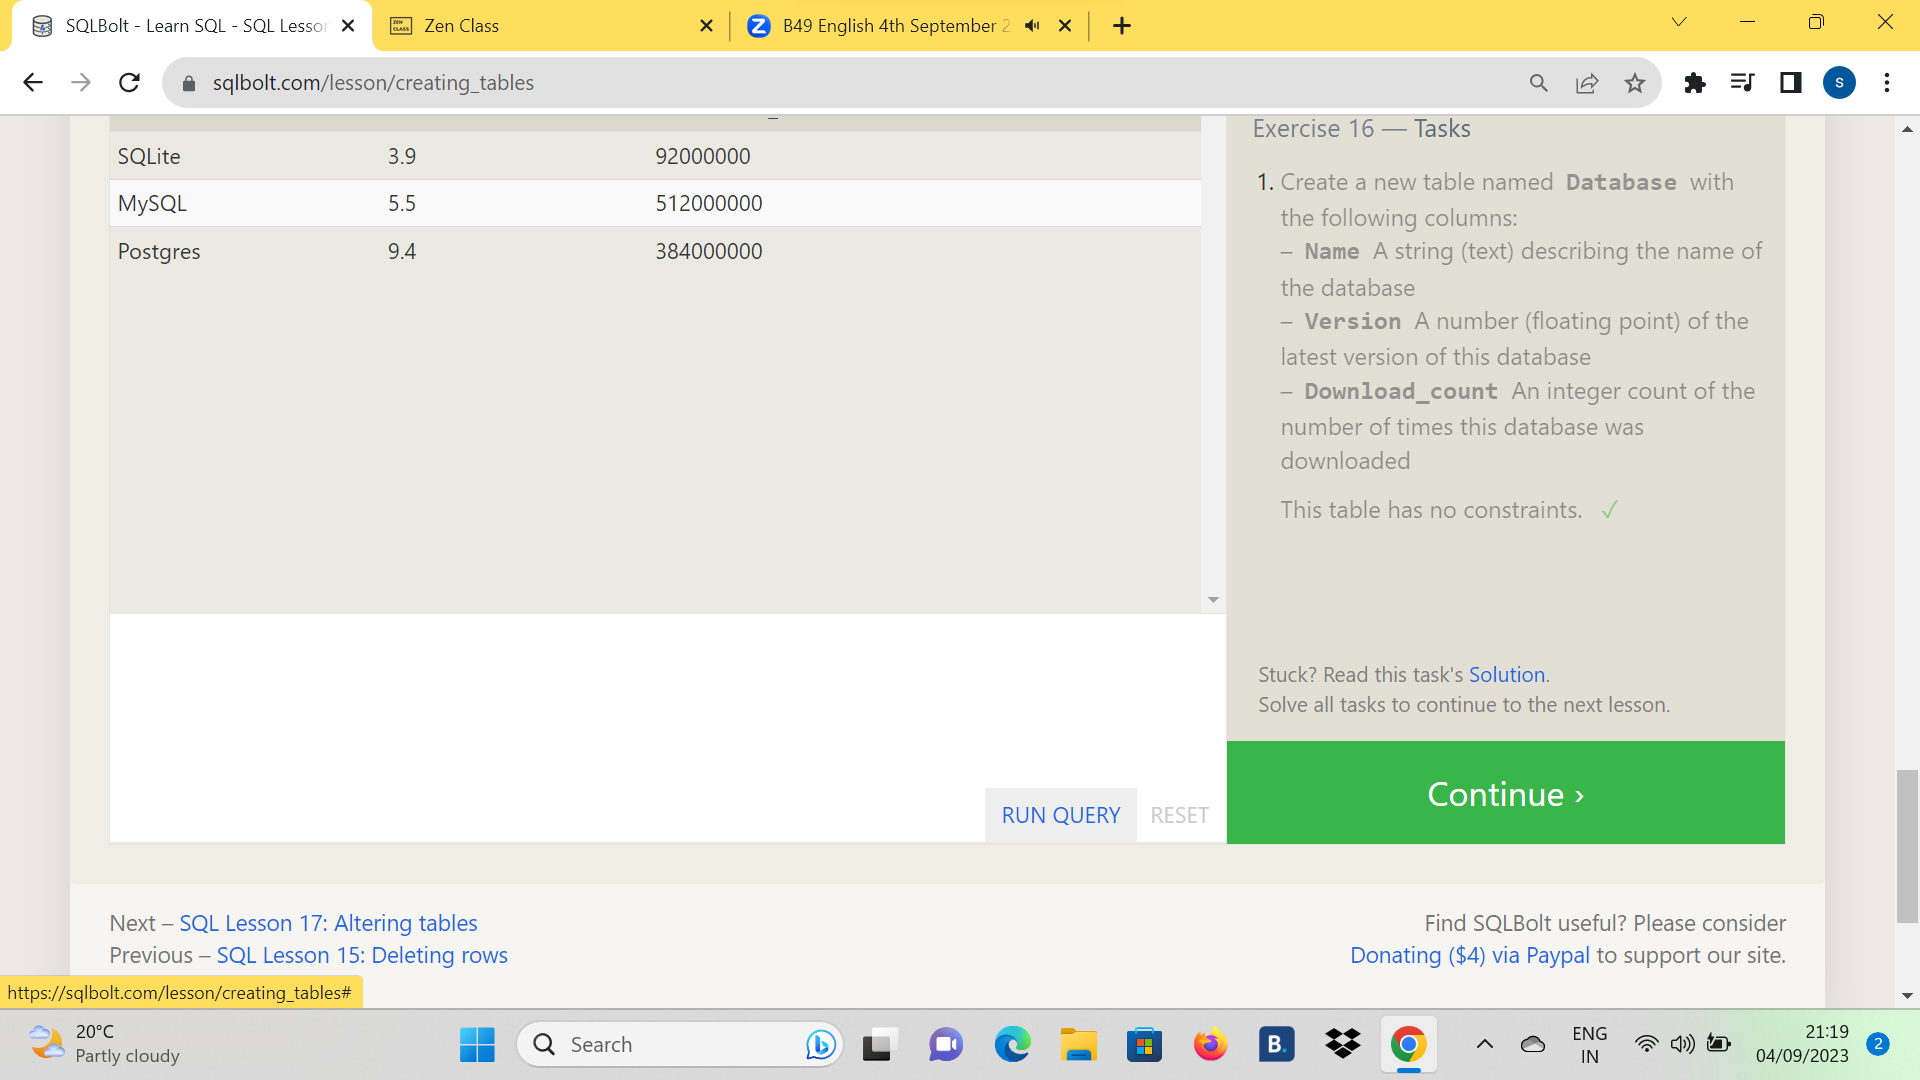 SQLBolt - Learn SQL - SQL Lesson
Zen Class
B49 English 4th September 2
sqlbolt.com/lesson/creating_tables
S
SQLite 3.9 92000000
MySQL 5.5 512000000
Postgres 9.4 384000000
RUN QUERY RESET
Exercise 16 — Tasks
1. Create a new table named Database with
the following columns:
– Name A string (text) describing the name of
the database
– Version A number (floating point) of the
latest version of this database
– Download_count An integer count of the
number of times this database was
downloaded
This table has no constraints. ✓
Stuck? Read this task's Solution.
Solve all tasks to continue to the next lesson.
Continue ›
Next – SQL Lesson 17: Altering tables
Previous – SQL Lesson 15: Deleting rows
Find SQLBolt useful? Please consider
Donating ($4) via Paypal to support our site.
https://sqlbolt.com/lesson/creating_tables#
20°C
Partly cloudy
Search
B.
ENG
IN
21:19
04/09/2023
2